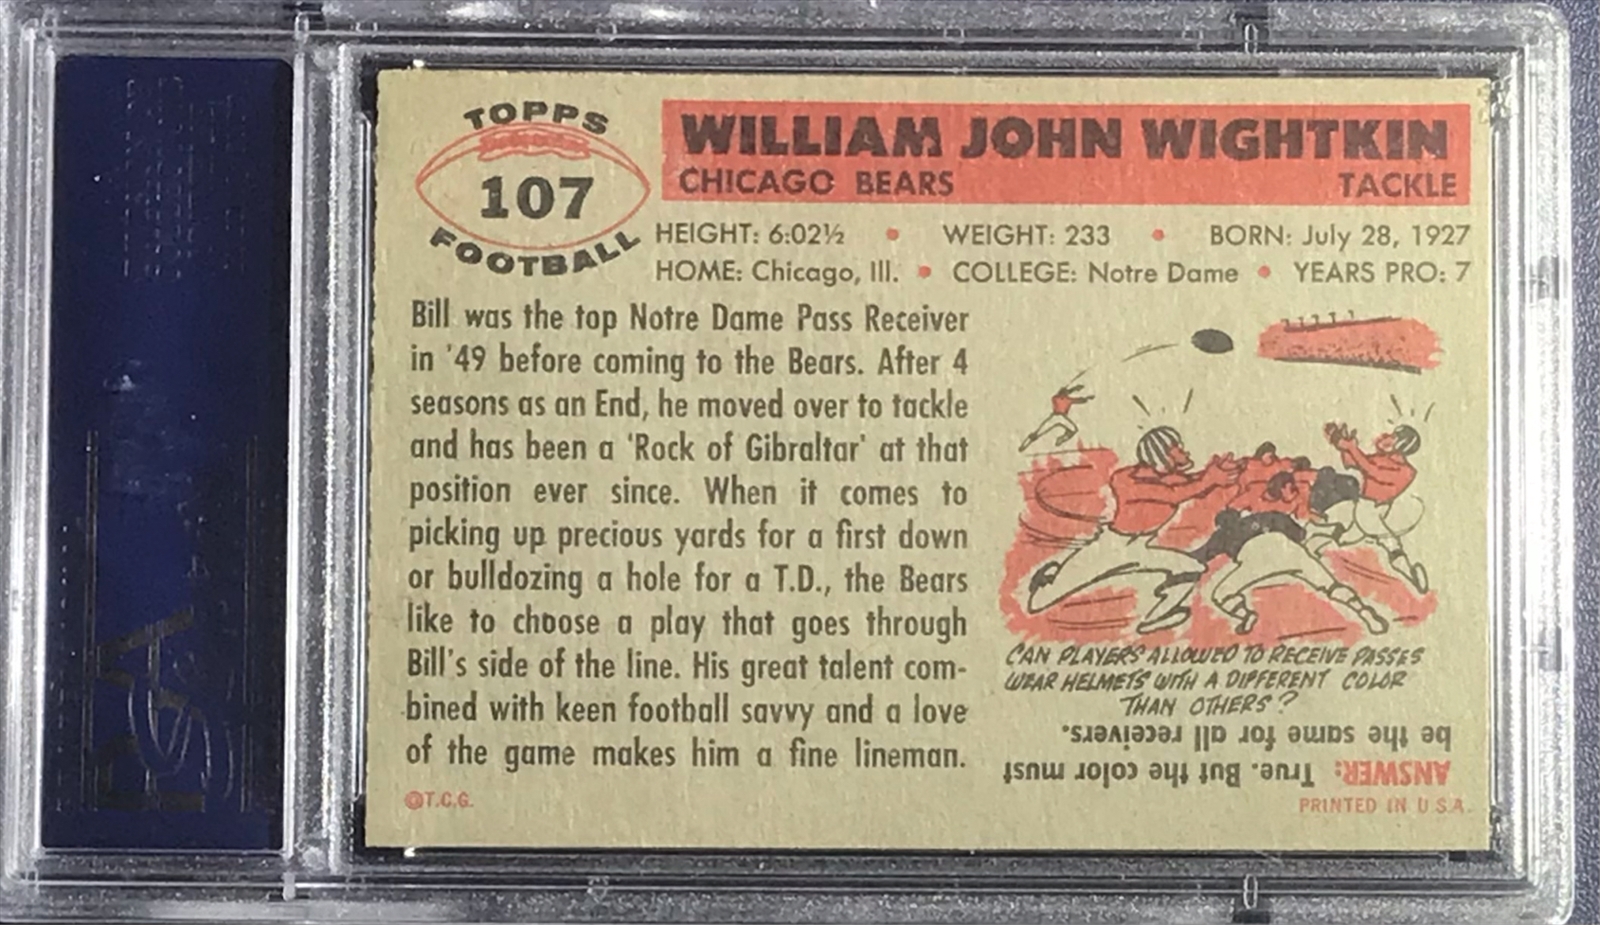 TOPPS
107
FOOTBALL
WILLIAM JOHN WIGHTKIN
CHICAGO BEARS TACKLE
HEIGHT: 6:02½ • WEIGHT: 233 • BORN: July 28, 1927
HOME: Chicago, Ill. • COLLEGE: Notre Dame • YEARS PRO: 7
Bill was the top Notre Dame Pass Receiver
in '49 before coming to the Bears. After 4
seasons as an End, he moved over to tackle
and has been a 'Rock of Gibraltar' at that
position ever since. When it comes to
picking up precious yards for a first down
or bulldozing a hole for a T.D., the Bears
like to choose a play that goes through
Bill's side of the line. His great talent com-
bined with keen football savvy and a love
of the game makes him a fine lineman.
CAN PLAYERS ALLOWED TO RECEIVE PASSES
WEAR HELMETS WITH A DIFFERENT COLOR
THAN OTHERS?
ANSWER: True. But the color must
be the same for all receivers.
©T.C.G.
PRINTED IN U.S.A.
PSA